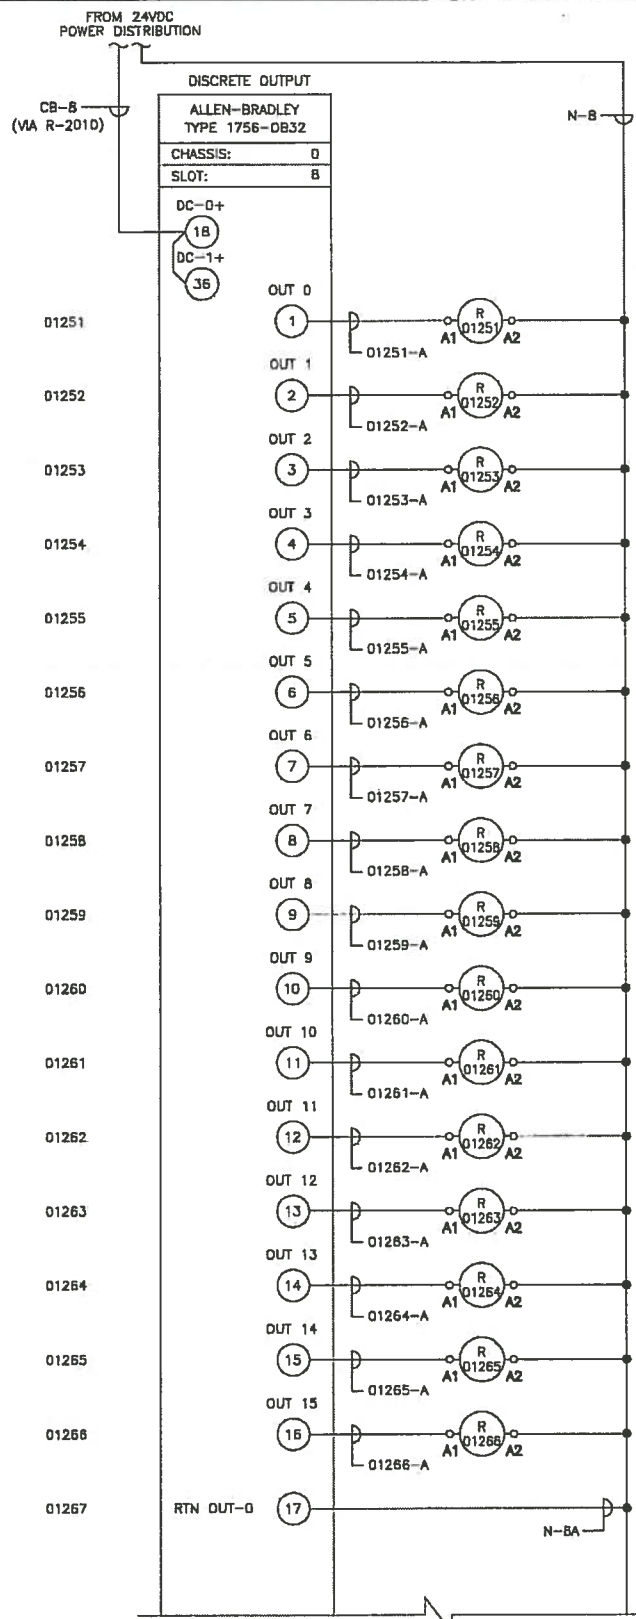 FROM 24VDC
POWER DISTRIBUTION
DISCRETE OUTPUT
CB-8
(VIA R-2010)
N-8
ALLEN-BRADLEY
TYPE 1756-OB32
CHASSIS: 0
SLOT: 8
DC-0+
18
DC-1+
36
OUT 0
01251 1 R 01251
A1 A2
01251-A
OUT 1
01252 2 R 01252
A1 A2
01252-A
OUT 2
01253 3 R 01253
A1 A2
01253-A
OUT 3
01254 4 R 01254
A1 A2
01254-A
OUT 4
01255 5 R 01255
A1 A2
01255-A
OUT 5
01256 6 R 01256
A1 A2
01256-A
OUT 6
01257 7 R 01257
A1 A2
01257-A
OUT 7
01258 8 R 01258
A1 A2
01258-A
OUT 8
01259 9 R 01259
A1 A2
01259-A
OUT 9
01260 10 R 01260
A1 A2
01260-A
OUT 10
01261 11 R 01261
A1 A2
01261-A
OUT 11
01262 12 R 01262
A1 A2
01262-A
OUT 12
01263 13 R 01263
A1 A2
01263-A
OUT 13
01264 14 R 01264
A1 A2
01264-A
OUT 14
01265 15 R 01265
A1 A2
01265-A
OUT 15
01266 16 R 01266
A1 A2
01266-A
01267 RTN OUT-0 17
N-8A